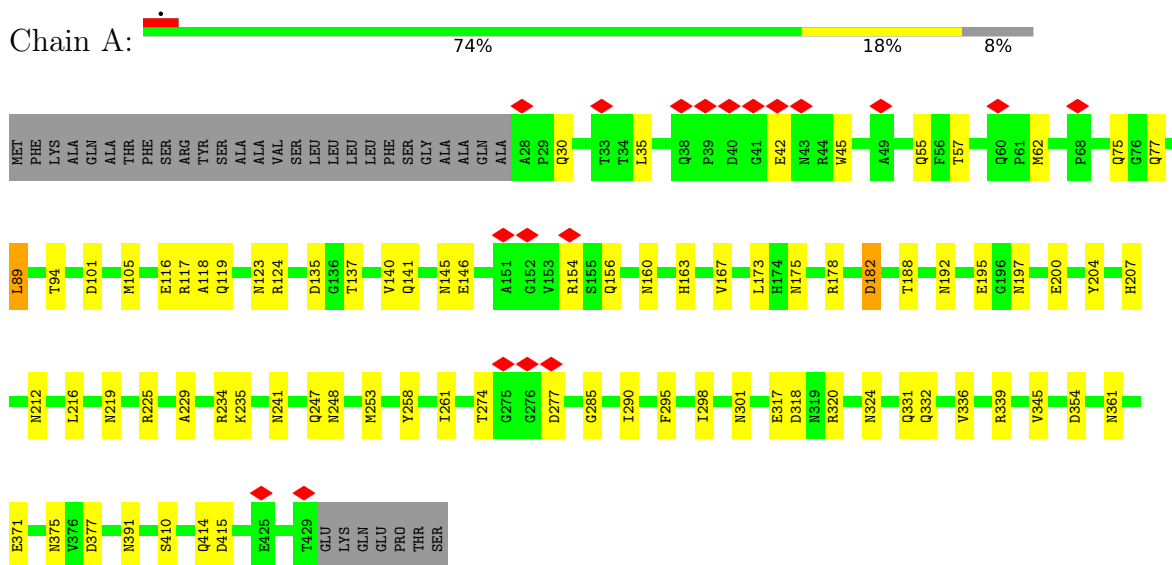 •
Chain A:
74% 18% 8%
MET PHE LYS ALA GLN ALA THR PHE SER ARG TYR SER ALA ALA VAL SER LEU LEU LEU LEU PHE SER GLY ALA ALA GLN ALA A28 P29 Q30 T33 T34 L35 Q38 P39 D40 G41 E42 N43 R44 W45 A49 Q55 F56 T57 Q60 P61 M62 P68 Q75 G76 Q77
L89 T94 D101 M105 E116 R117 A118 Q119 N123 R124 D135 G136 T137 V140 Q141 N145 E146 A151 G152 V153 R154 S155 Q156 N160 H163 V167 L173 H174 N175 R178 D182 T188 N192 E195 G196 N197 E200 Y204 H207
N212 L216 N219 R225 A229 R234 K235 N241 Q247 N248 M253 Y258 I261 T274 G275 G276 D277 G285 I290 F295 I298 N301 E317 D318 N319 R320 N324 Q331 Q332 V336 R339 V345 D354 N361
E371 N375 V376 D377 N391 S410 Q414 D415 E425 T429 GLU LYS GLN GLU PRO THR SER